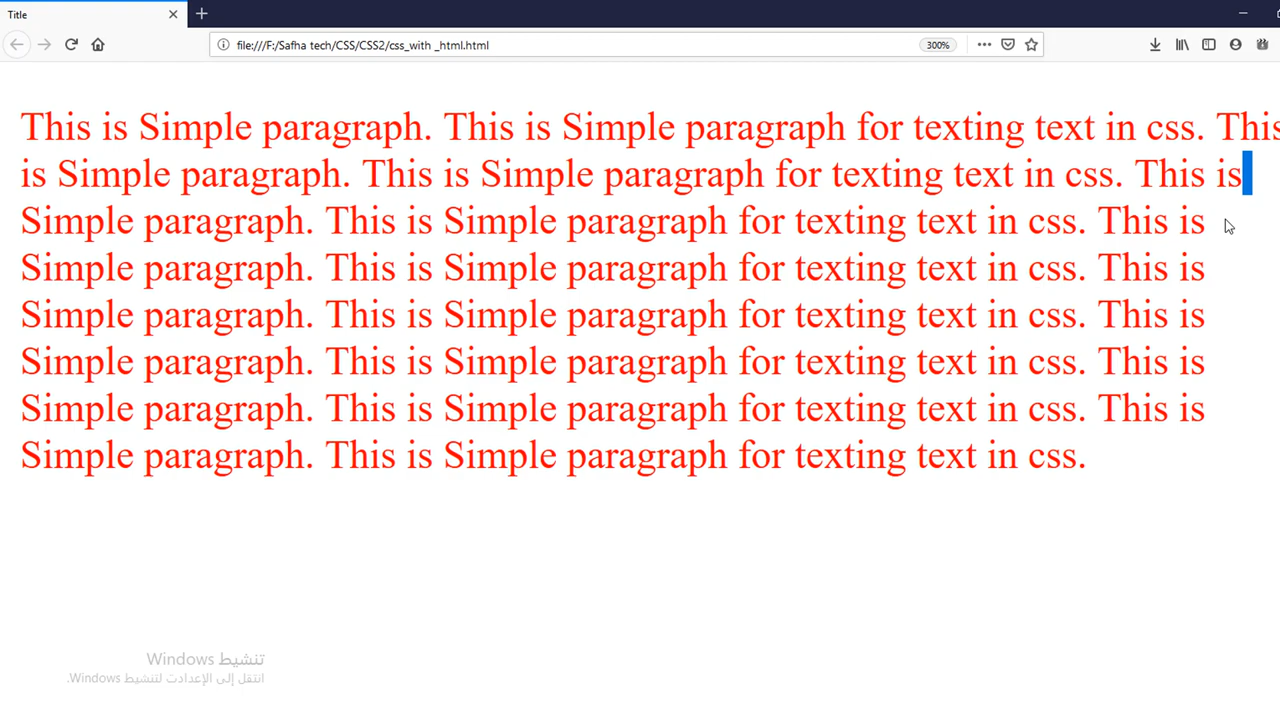 Title
file:///F:/Safha tech/CSS/CSS2/css_with _html.html
300%
This is Simple paragraph. This is Simple paragraph for texting text in css. This
is Simple paragraph. This is Simple paragraph for texting text in css. This is
Simple paragraph. This is Simple paragraph for texting text in css. This is
Simple paragraph. This is Simple paragraph for texting text in css. This is
Simple paragraph. This is Simple paragraph for texting text in css. This is
Simple paragraph. This is Simple paragraph for texting text in css. This is
Simple paragraph. This is Simple paragraph for texting text in css. This is
Simple paragraph. This is Simple paragraph for texting text in css.
تنشيط Windows
انتقل إلى الإعدادت لتنشيط Windows.